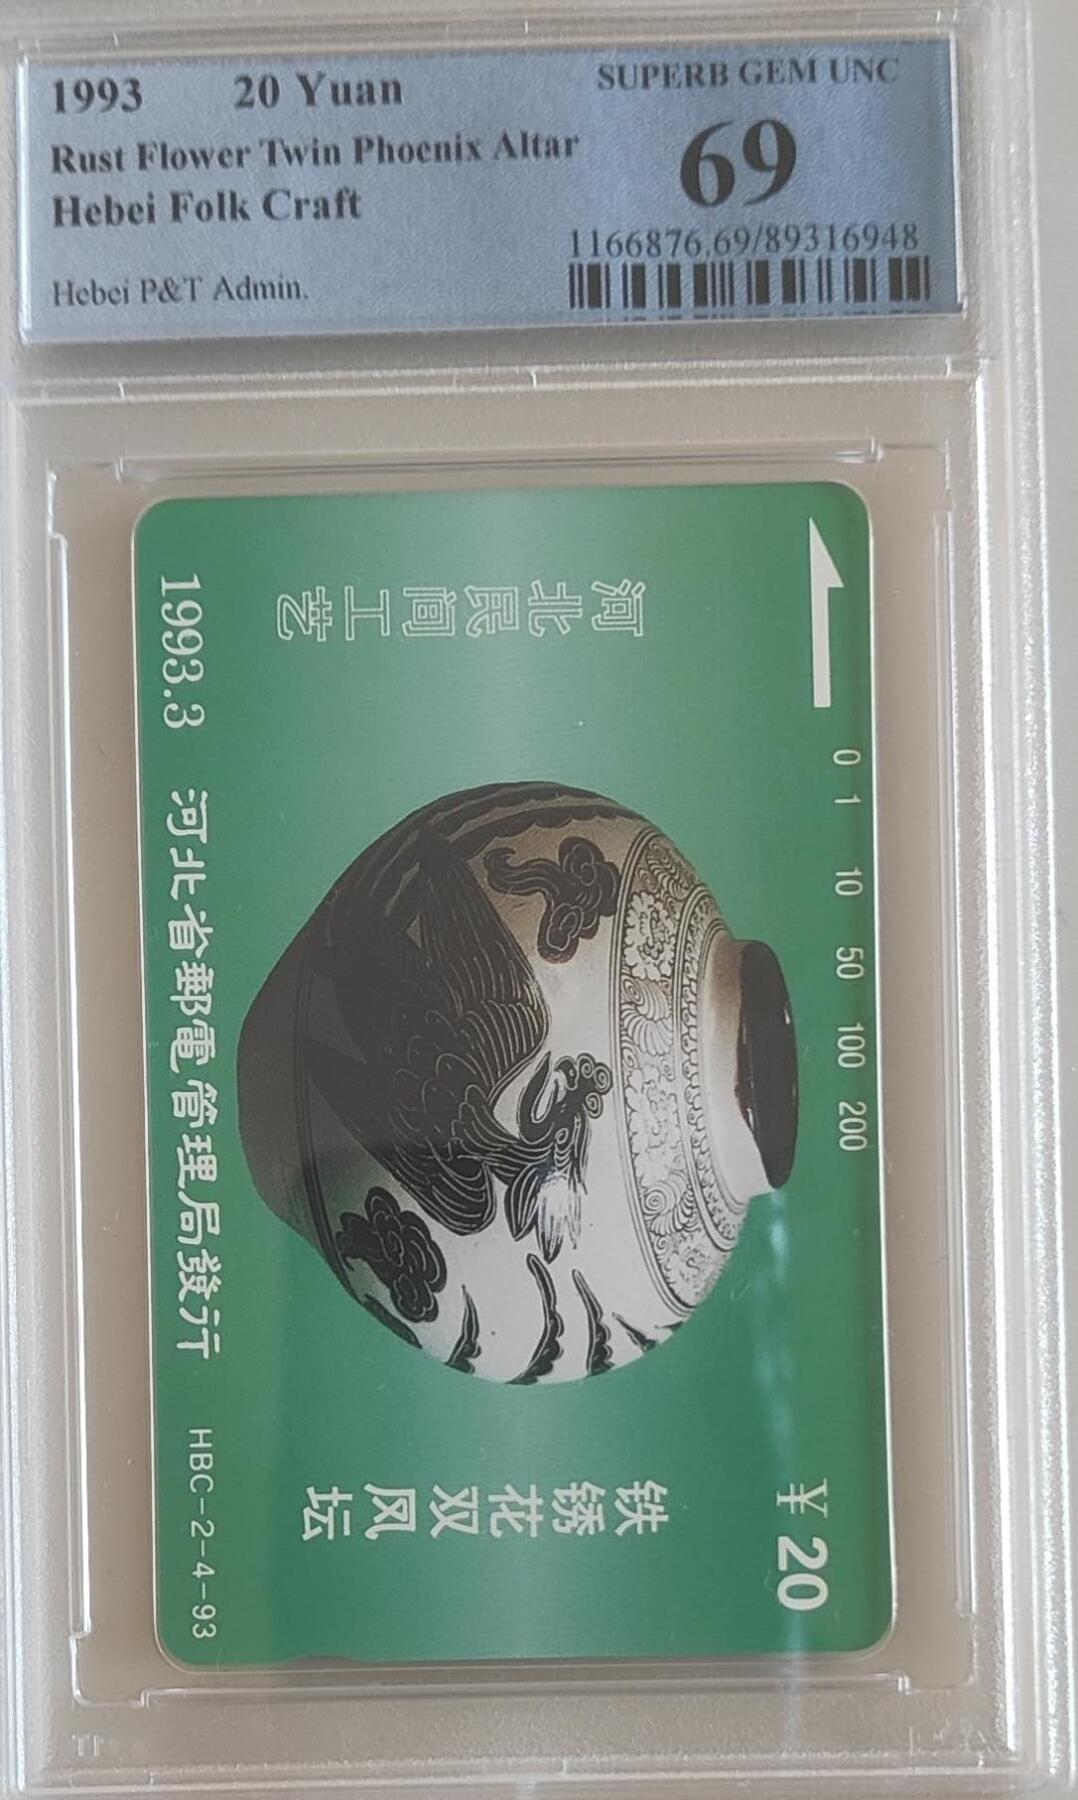 1993 20 Yuan
SUPERB GEM UNC
Rust Flower Twin Phoenix Altar
69
Hebei Folk Craft
1166876.69/89316948
Hebei P&T Admin.
河北民间工艺
0 1 10 50 100 200
铁锈花双凤坛
¥20
1993.3 河北省郵電管理局發行 HBC-2-4-93